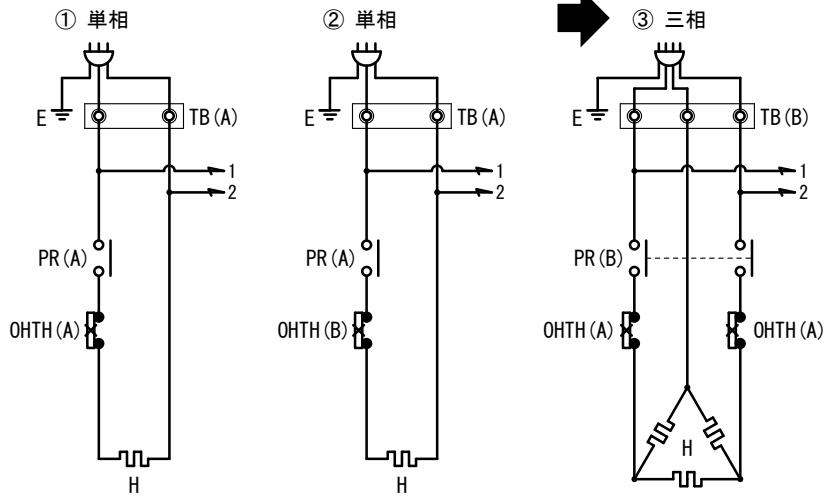 ① 単相
② 単相
③ 三相
E TB(A)
E TB(A)
E TB(B)
1
1
1
2
2
2
PR(A)
PR(A)
PR(B)
OHTH(A)
OHTH(B)
OHTH(A)
OHTH(A)
H
H
H